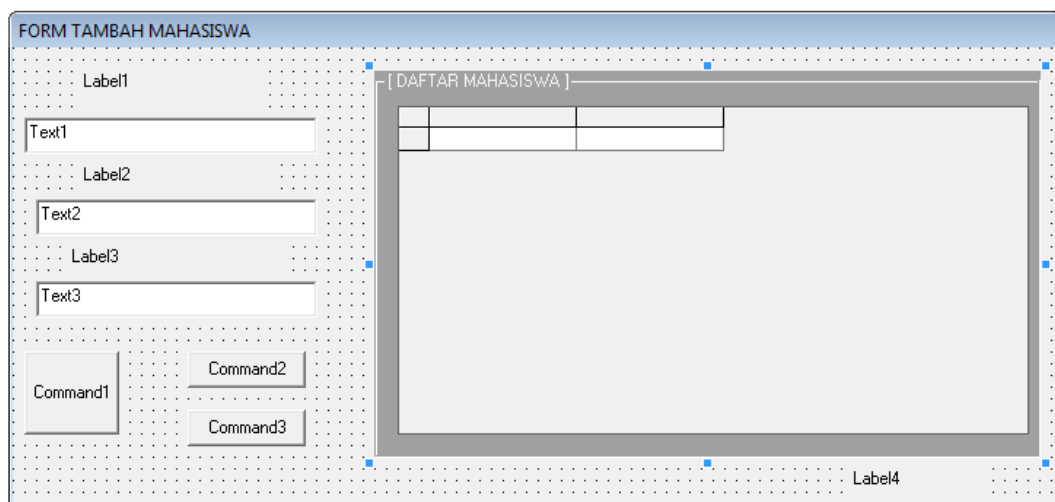 FORM TAMBAH MAHASISWA
Label1
Text1
Label2
Text2
Label3
Text3
Command1
Command2
Command3
[ DAFTAR MAHASISWA ]
Label4